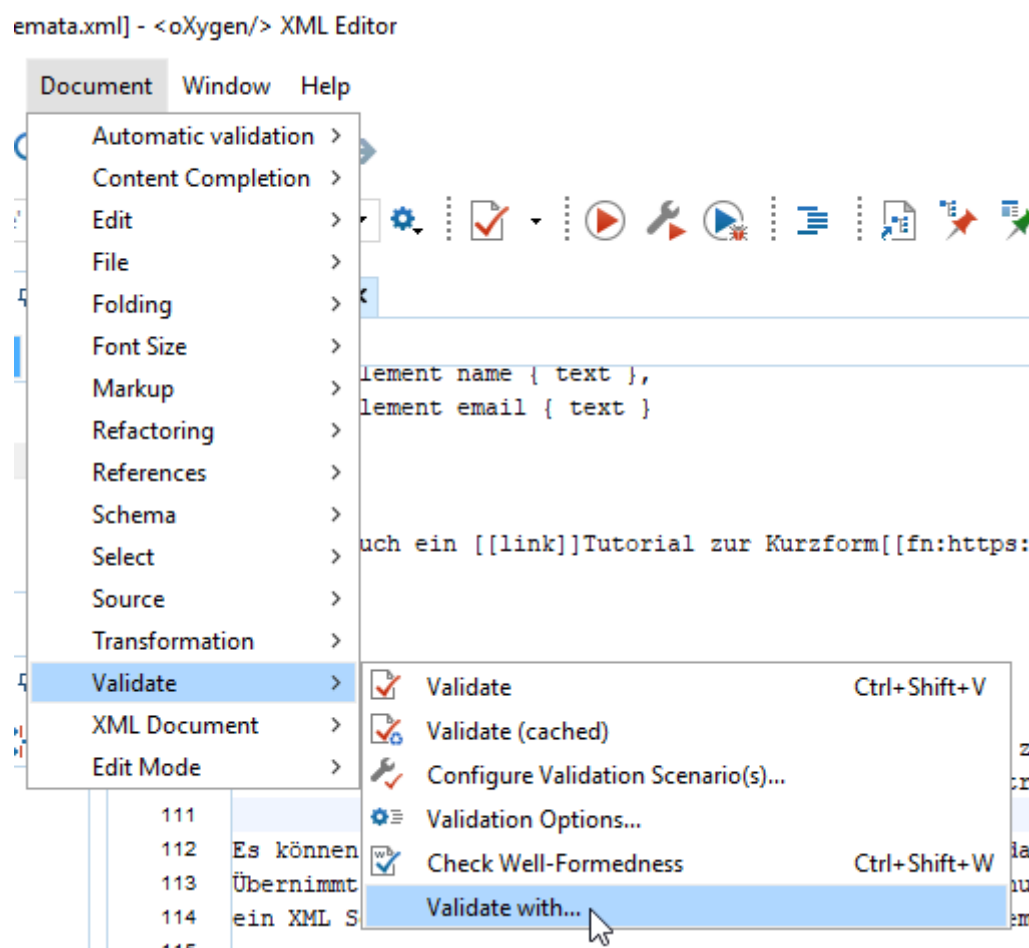 emata.xml] - <oXygen/> XML Editor
Document Window Help
Automatic validation
Content Completion
Edit
File
Folding
Font Size
Markup
Refactoring
References
Schema
Select
Source
Transformation
Validate
XML Document
Edit Mode
lement name { text },
lement email { text }
uch ein [[link]]Tutorial zur Kurzform[[fn:https:
Validate Ctrl+Shift+V
Validate (cached)
Configure Validation Scenario(s)...
Validation Options...
Check Well-Formedness Ctrl+Shift+W
Validate with...
111
112 Es können
113 Übernimmt
114 ein XML S